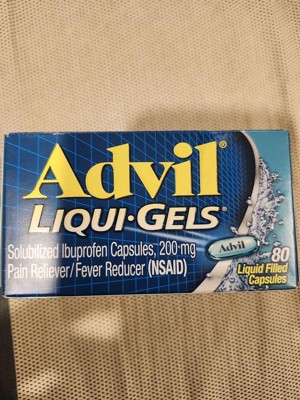 Advil®
LIQUI·GELS®
Solubilized Ibuprofen Capsules, 200 mg
Pain Reliever/Fever Reducer (NSAID)
Advil
80
Liquid Filled
Capsules